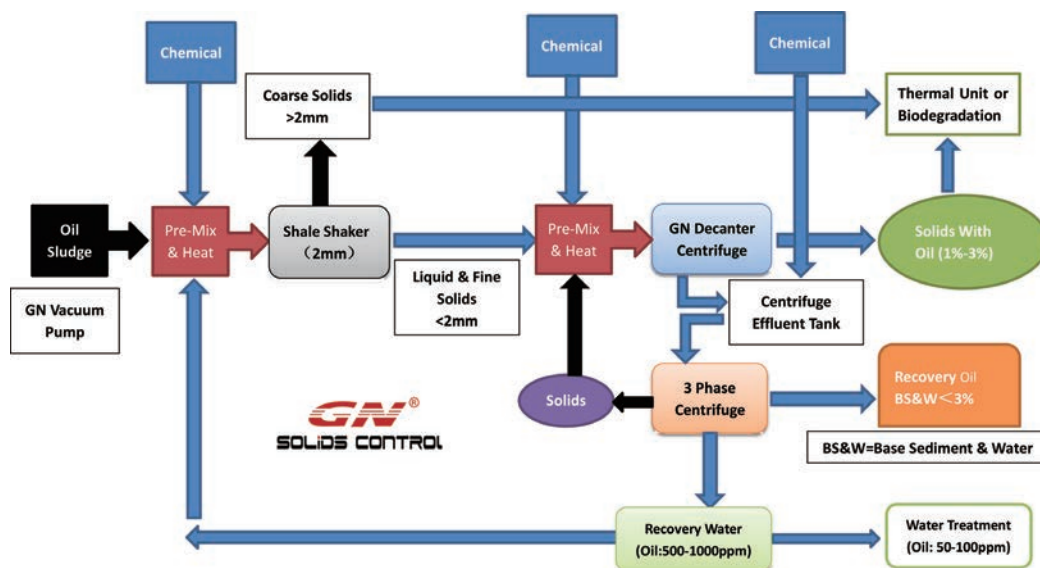 Chemical
Chemical
Chemical
Coarse Solids
>2mm
Thermal Unit or
Biodegradation
Oil
Sludge
Pre-Mix
& Heat
Shale Shaker
（2mm）
Pre-Mix
& Heat
GN Decanter
Centrifuge
Solids With
Oil (1%-3%)
GN Vacuum
Pump
Liquid & Fine
Solids
<2mm
Centrifuge
Effluent Tank
Solids
3 Phase
Centrifuge
Recovery Oil
BS&W＜3%
GN®
SOLIDS CONTROL
BS&W=Base Sediment & Water
Recovery Water
(Oil:500-1000ppm)
Water Treatment
(Oil: 50-100ppm)